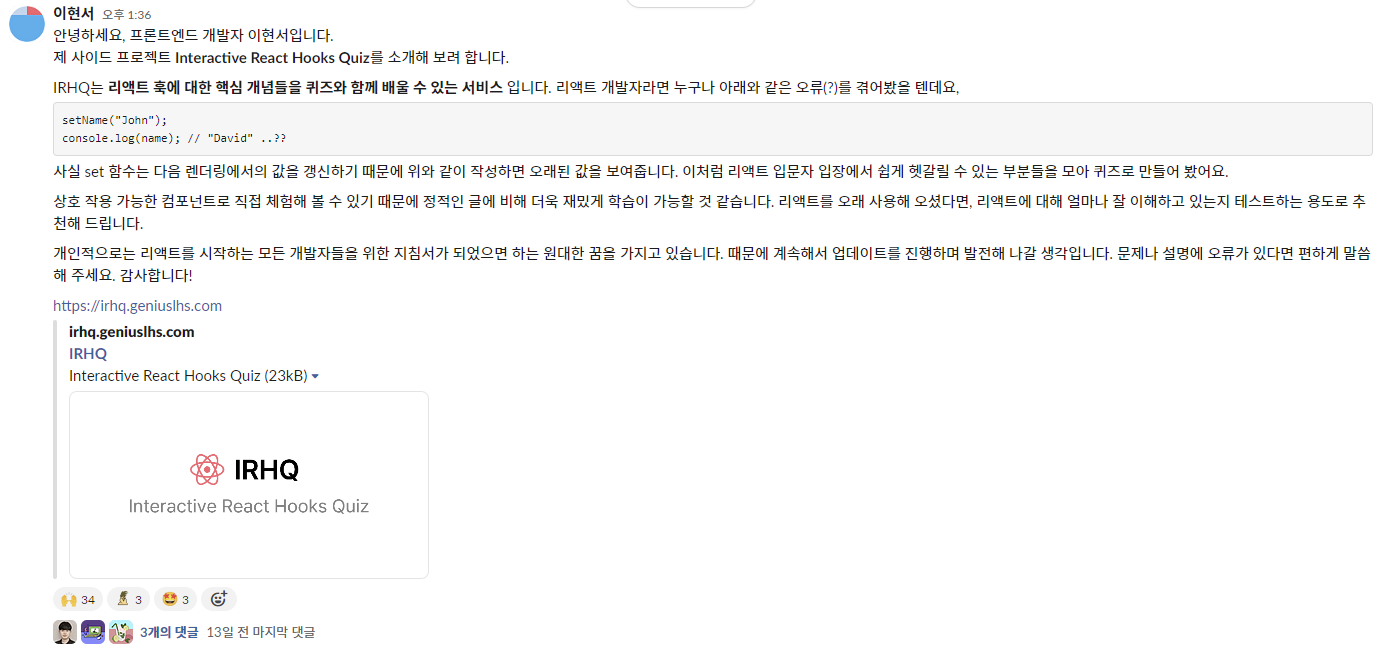 이현서 오후 1:36
안녕하세요, 프론트엔드 개발자 이현서입니다.
제 사이드 프로젝트 Interactive React Hooks Quiz를 소개해 보려 합니다.
IRHQ는 리액트 훅에 대한 핵심 개념들을 퀴즈와 함께 배울 수 있는 서비스 입니다. 리액트 개발자라면 누구나 아래와 같은 오류(?)를 겪어봤을 텐데요,
setName("John");
console.log(name); // "David" ..??
사실 set 함수는 다음 렌더링에서의 값을 갱신하기 때문에 위와 같이 작성하면 오래된 값을 보여줍니다. 이처럼 리액트 입문자 입장에서 쉽게 헷갈릴 수 있는 부분들을 모아 퀴즈로 만들어 봤어요.
상호 작용 가능한 컴포넌트로 직접 체험해 볼 수 있기 때문에 정적인 글에 비해 더욱 재밌게 학습이 가능할 것 같습니다. 리액트를 오래 사용해 오셨다면, 리액트에 대해 얼마나 잘 이해하고 있는지 테스트하는 용도로 추
천해 드립니다.
개인적으로는 리액트를 시작하는 모든 개발자들을 위한 지침서가 되었으면 하는 원대한 꿈을 가지고 있습니다. 때문에 계속해서 업데이트를 진행하며 발전해 나갈 생각입니다. 문제나 설명에 오류가 있다면 편하게 말씀
해 주세요. 감사합니다!
https://irhq.geniuslhs.com
irhq.geniuslhs.com
IRHQ
Interactive React Hooks Quiz (23kB)
IRHQ
Interactive React Hooks Quiz
34 3 3
3개의 댓글 13일 전 마지막 댓글